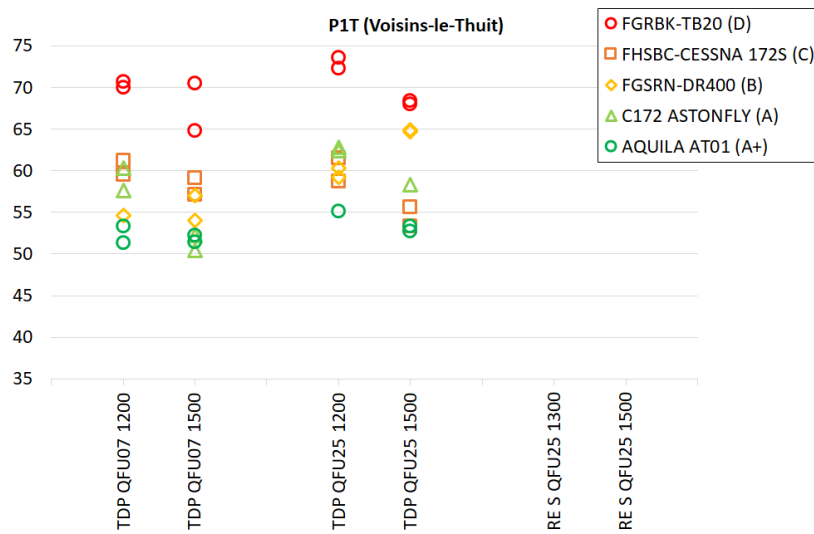 P1T (Voisins-le-Thuit)
FGRBK-TB20 (D)
FHSBC-CESSNA 172S (C)
FGSRN-DR400 (B)
C172 ASTONFLY (A)
AQUILA AT01 (A+)
75
70
65
60
55
50
45
40
35
TDP QFU07 1200
TDP QFU07 1500
TDP QFU25 1200
TDP QFU25 1500
RE S QFU25 1300
RE S QFU25 1500